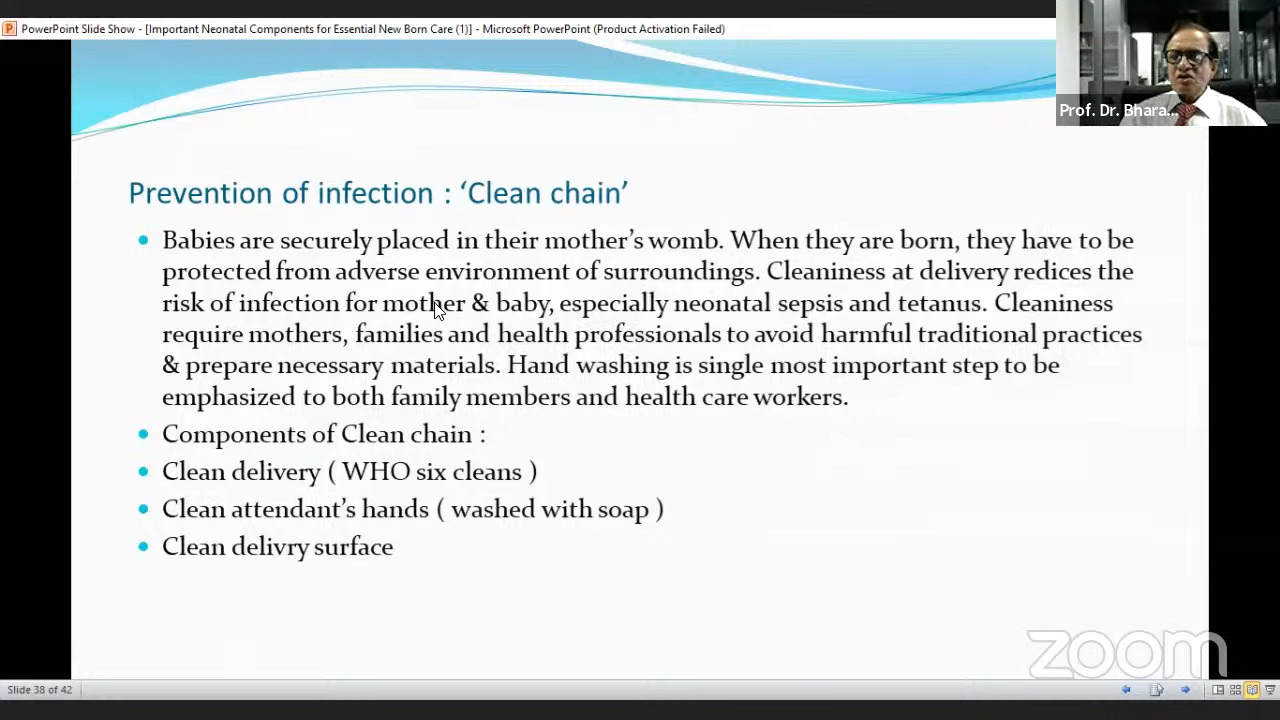 PowerPoint Slide Show - [Important Neonatal Components for Essential New Born Care (1)] - Microsoft PowerPoint (Product Activation Failed)
Prof. Dr. Bhara...
Prevention of infection : ‘Clean chain’
Babies are securely placed in their mother’s womb. When they are born, they have to be
protected from adverse environment of surroundings. Cleaniness at delivery redices the
risk of infection for mother & baby, especially neonatal sepsis and tetanus. Cleaniness
require mothers, families and health professionals to avoid harmful traditional practices
& prepare necessary materials. Hand washing is single most important step to be
emphasized to both family members and health care workers.
Components of Clean chain :
Clean delivery ( WHO six cleans )
Clean attendant’s hands ( washed with soap )
Clean delivry surface
zoom
Slide 38 of 42